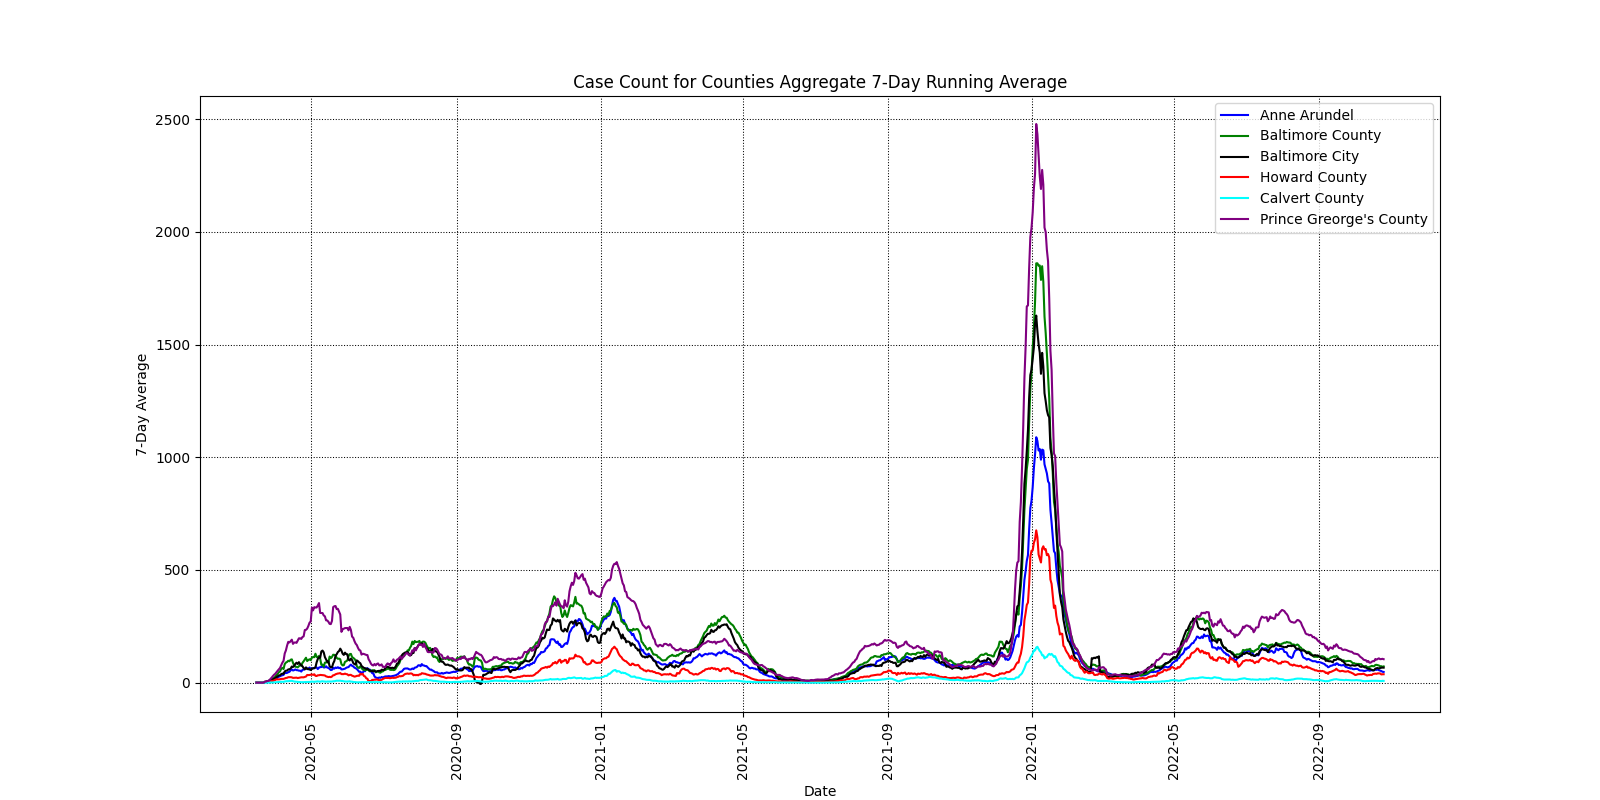 Case Count for Counties Aggregate 7-Day Running Average
2500
2000
1500
1000
500
0
7-Day Average
Anne Arundel
Baltimore County
Baltimore City
Howard County
Calvert County
Prince Greorge's County
2020-05
2020-09
2021-01
2021-05
2021-09
2022-01
2022-05
2022-09
Date